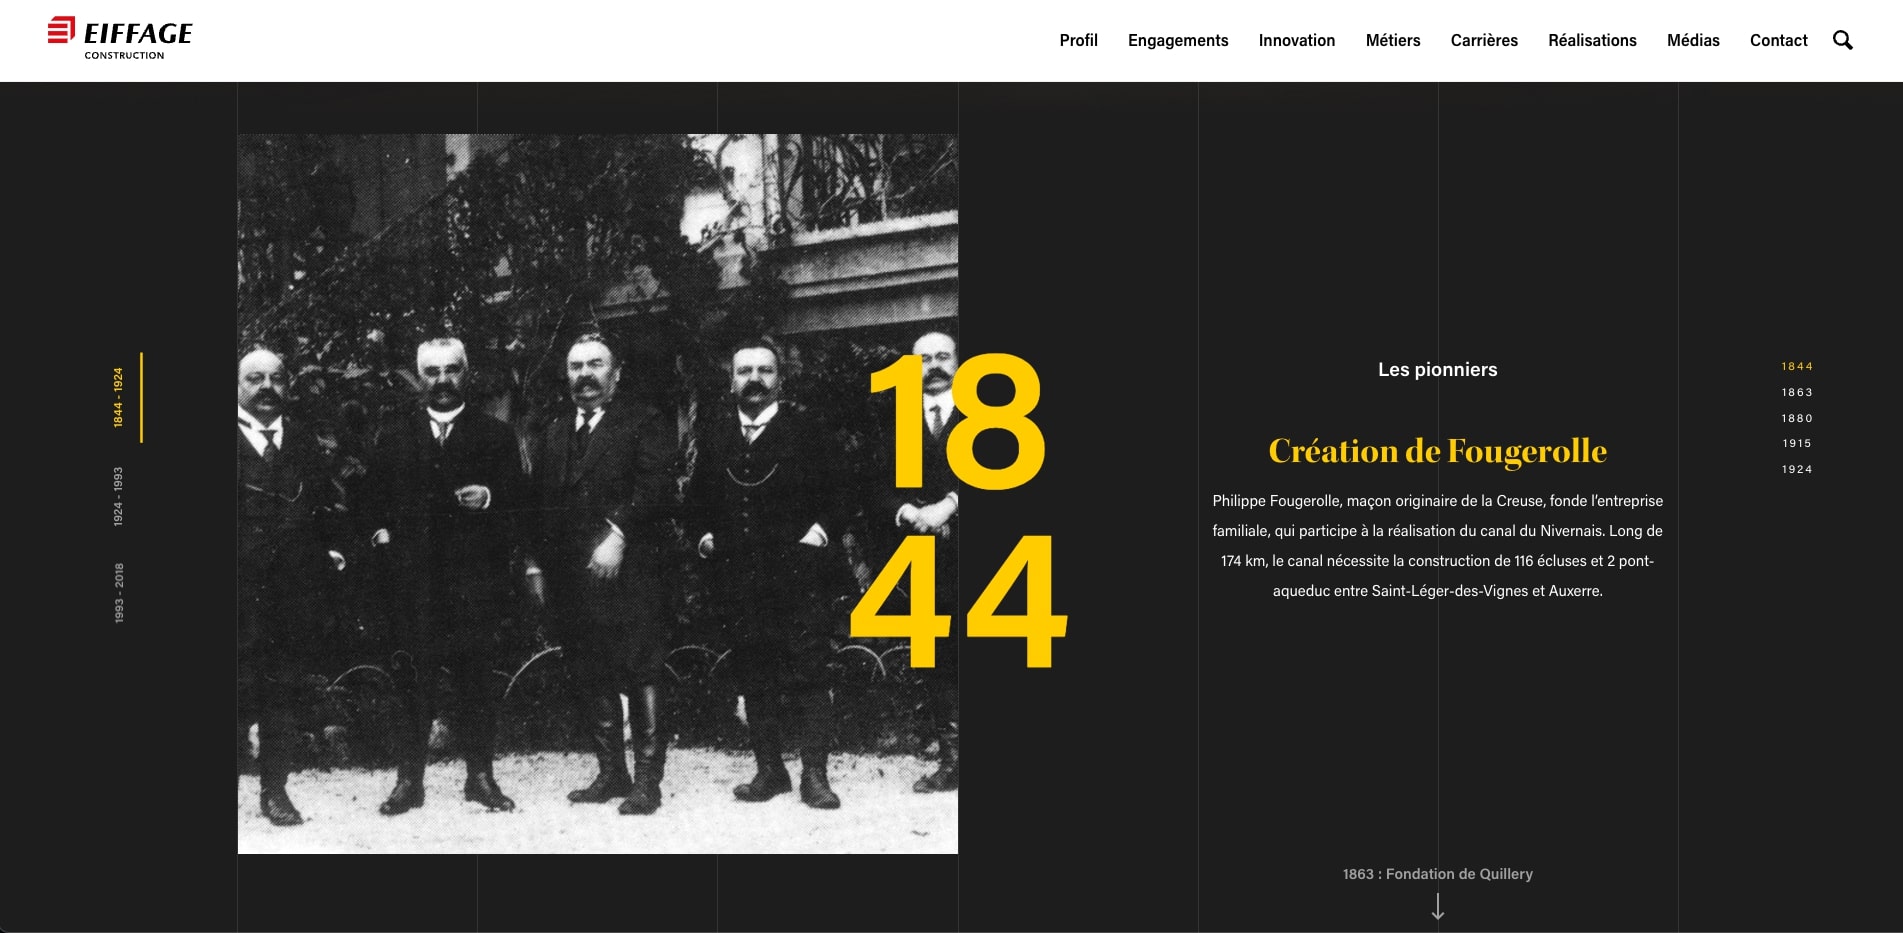 EIFFAGE
CONSTRUCTION
Profil Engagements Innovation Métiers Carrières Réalisations Médias Contact
1844 - 1924
1924 - 1993
1993 - 2018
18
44
Les pionniers
Création de Fougerolle
Philippe Fougerolle, maçon originaire de la Creuse, fonde l’entreprise
familiale, qui participe à la réalisation du canal du Nivernais. Long de
174 km, le canal nécessite la construction de 116 écluses et 2 pont-
aqueduc entre Saint-Léger-des-Vignes et Auxerre.
1844
1863
1880
1915
1924
1863 : Fondation de Quillery